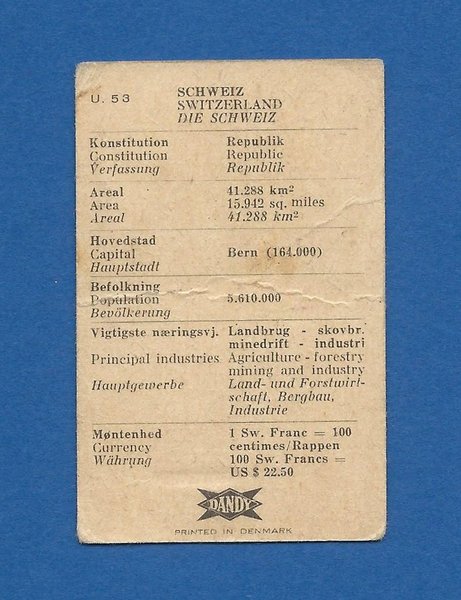 U. 53
SCHWEIZ
SWITZERLAND
DIE SCHWEIZ
Konstitution Republik
Constitution Republic
Verfassung Republik
Areal 41.288 km²
Area 15.942 sq. miles
Areal 41.288 km²
Hovedstad
Capital Bern (164.000)
Hauptstadt
Befolkning
Population 5.610.000
Bevölkerung
Vigtigste næringsvj. Landbrug - skovbr.
minedrift - industri
Principal industries Agriculture - forestry
mining and industry
Hauptgewerbe Land- und Forstwirt-
schaft, Bergbau,
Industrie
Møntenhed 1 Sw. Franc = 100
Currency centimes/Rappen
Währung 100 Sw. Francs =
US $ 22.50
DANDY
PRINTED IN DENMARK